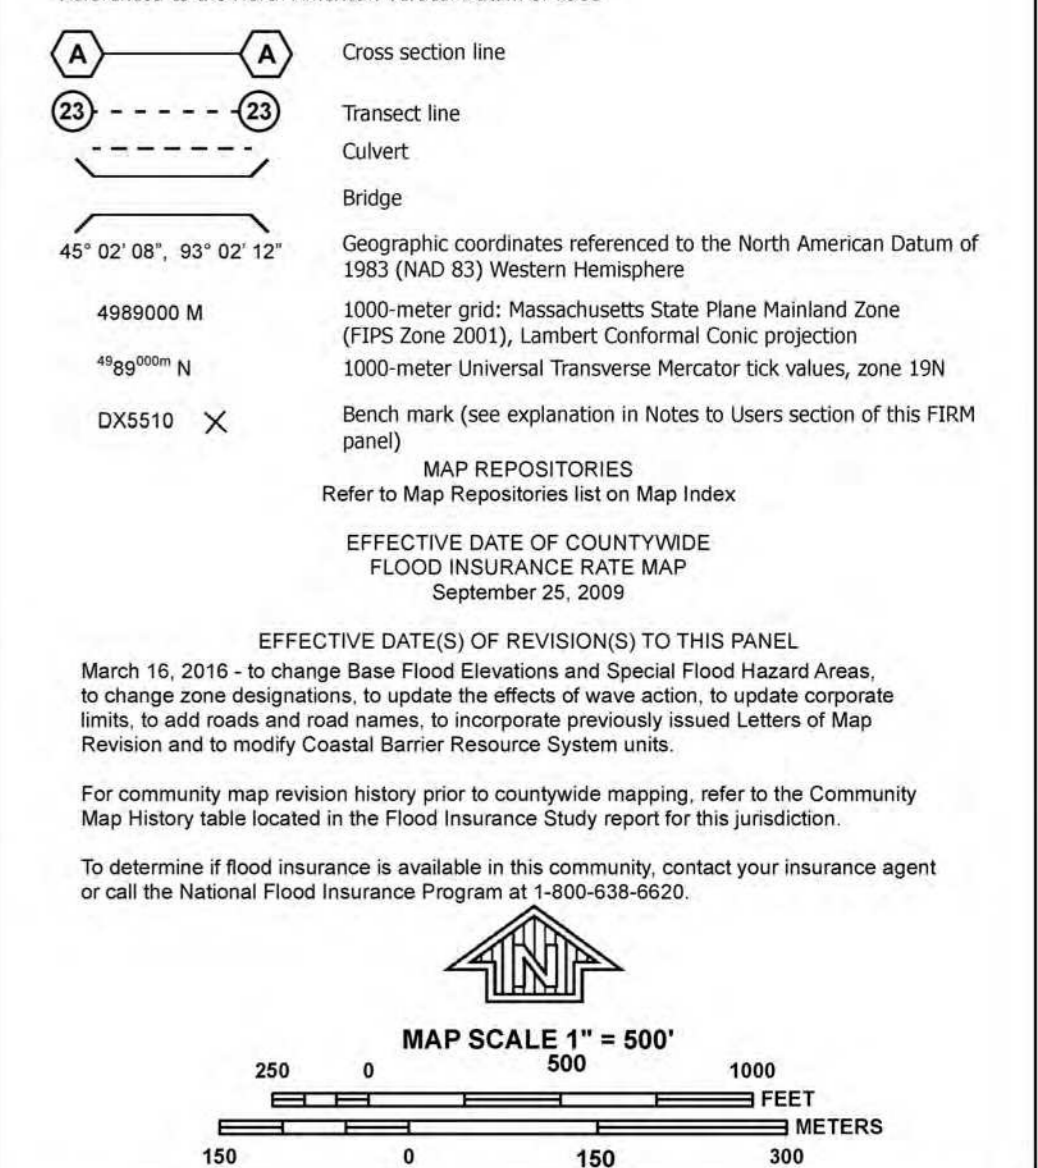 A A Cross section line
23 23 Transect line
Culvert
Bridge
45° 02' 08", 93° 02' 12" Geographic coordinates referenced to the North American Datum of
1983 (NAD 83) Western Hemisphere
4989000 M 1000-meter grid: Massachusetts State Plane Mainland Zone
(FIPS Zone 2001), Lambert Conformal Conic projection
4989000m N 1000-meter Universal Transverse Mercator tick values, zone 19N
DX5510 X Bench mark (see explanation in Notes to Users section of this FIRM
panel)
MAP REPOSITORIES
Refer to Map Repositories list on Map Index
EFFECTIVE DATE OF COUNTYWIDE
FLOOD INSURANCE RATE MAP
September 25, 2009
EFFECTIVE DATE(S) OF REVISION(S) TO THIS PANEL
March 16, 2016 - to change Base Flood Elevations and Special Flood Hazard Areas,
to change zone designations, to update the effects of wave action, to update corporate
limits, to add roads and road names, to incorporate previously issued Letters of Map
Revision and to modify Coastal Barrier Resource System units.
For community map revision history prior to countywide mapping, refer to the Community
Map History table located in the Flood Insurance Study report for this jurisdiction.
To determine if flood insurance is available in this community, contact your insurance agent
or call the National Flood Insurance Program at 1-800-638-6620.
N
MAP SCALE 1" = 500'
250 0 500 1000
FEET
METERS
150 0 150 300